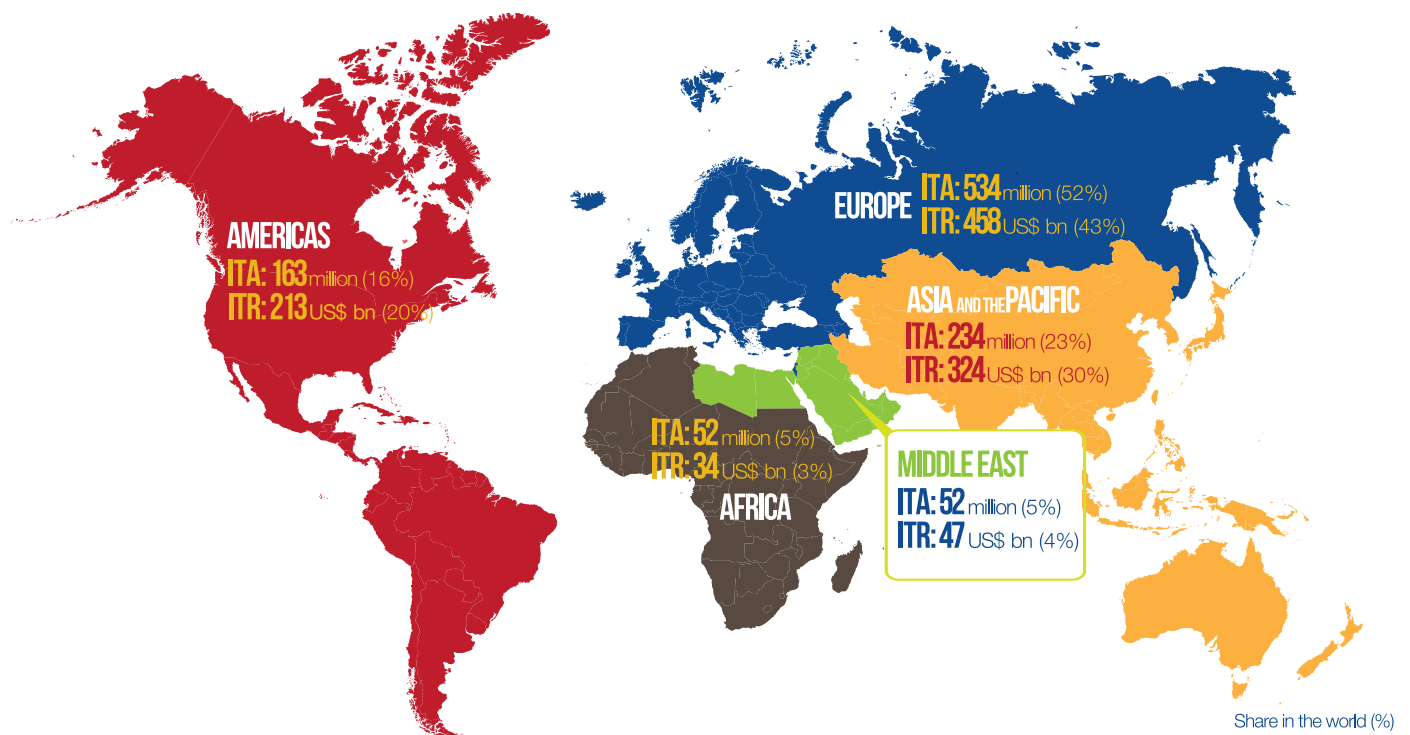 AMERICAS
ITA: 163 million (16%)
ITR: 213 US$ bn (20%)
EUROPE
ITA: 534 million (52%)
ITR: 458 US$ bn (43%)
ASIA AND THE PACIFIC
ITA: 234 million (23%)
ITR: 324 US$ bn (30%)
ITA: 52 million (5%)
ITR: 34 US$ bn (3%)
AFRICA
MIDDLE EAST
ITA: 52 million (5%)
ITR: 47 US$ bn (4%)
Share in the world (%)